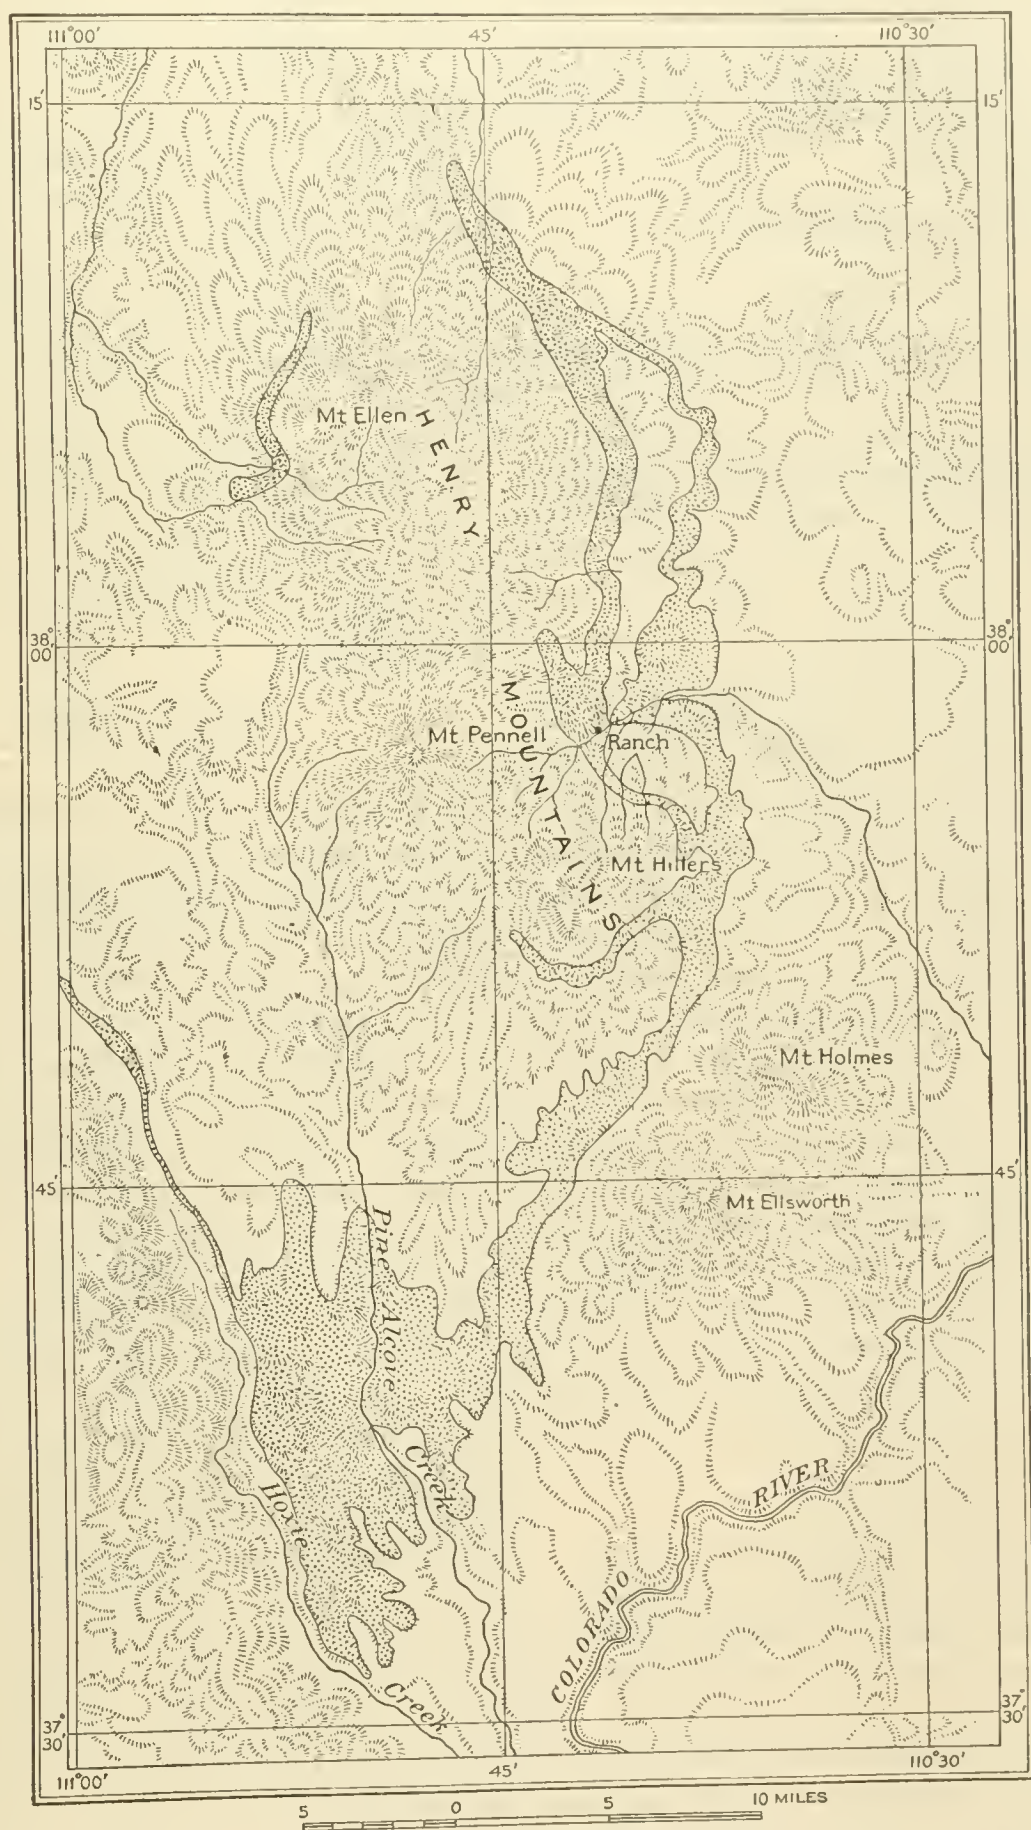 111°00' 45' 110°30'
15' 15'
Mt Ellen
HENRY
38° 00' 38° 00'
MOUNTAINS
Mt Pennell
Ranch
Mt Hillers
Mt Holmes
45' 45'
Mt Ellsworth
Pine Alcove Creek
Hoxie Creek
COLORADO RIVER
37° 30' 37° 30'
111°00' 45' 110°30'
5 0 5 10 MILES